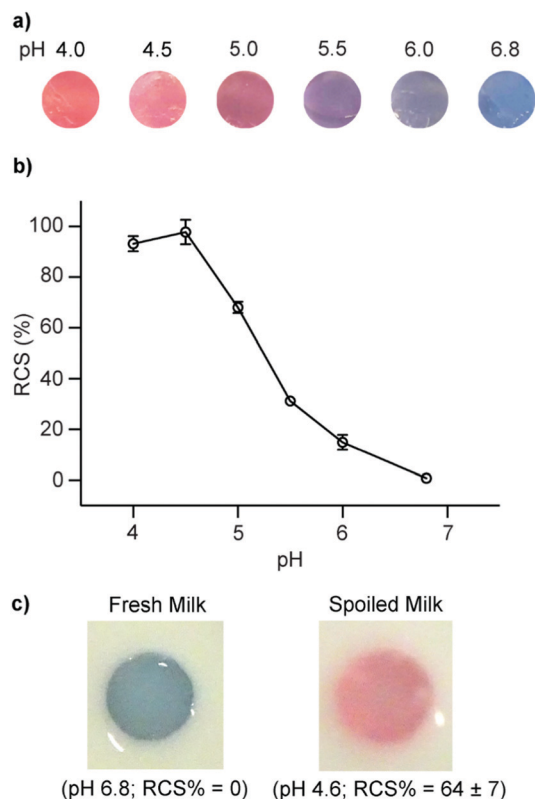 a)
pH 4.0 4.5 5.0 5.5 6.0 6.8
b)
100
80
60
40
20
0
RCS (%)
4 5 6 7
pH
c)
Fresh Milk Spoiled Milk
(pH 6.8; RCS% = 0) (pH 4.6; RCS% = 64 ± 7)